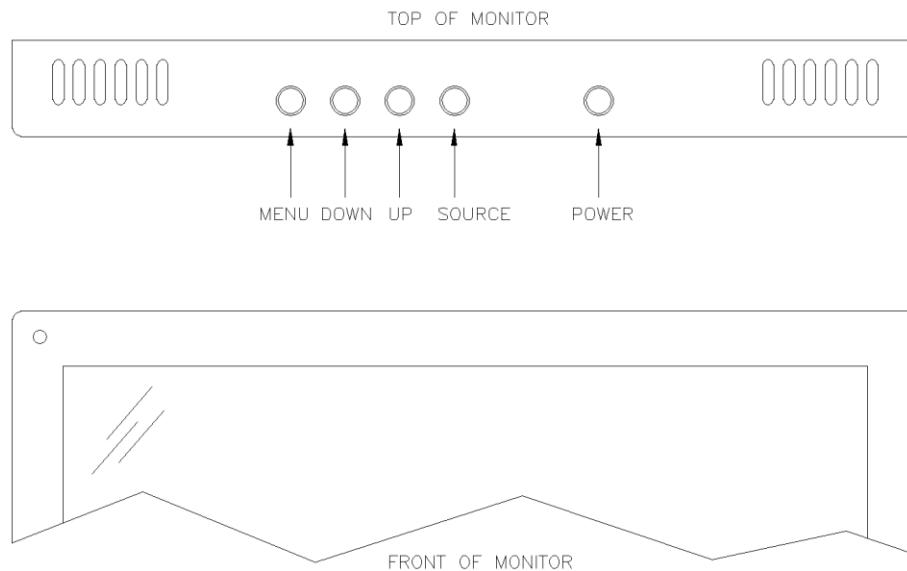 TOP OF MONITOR
MENU DOWN UP SOURCE POWER
FRONT OF MONITOR